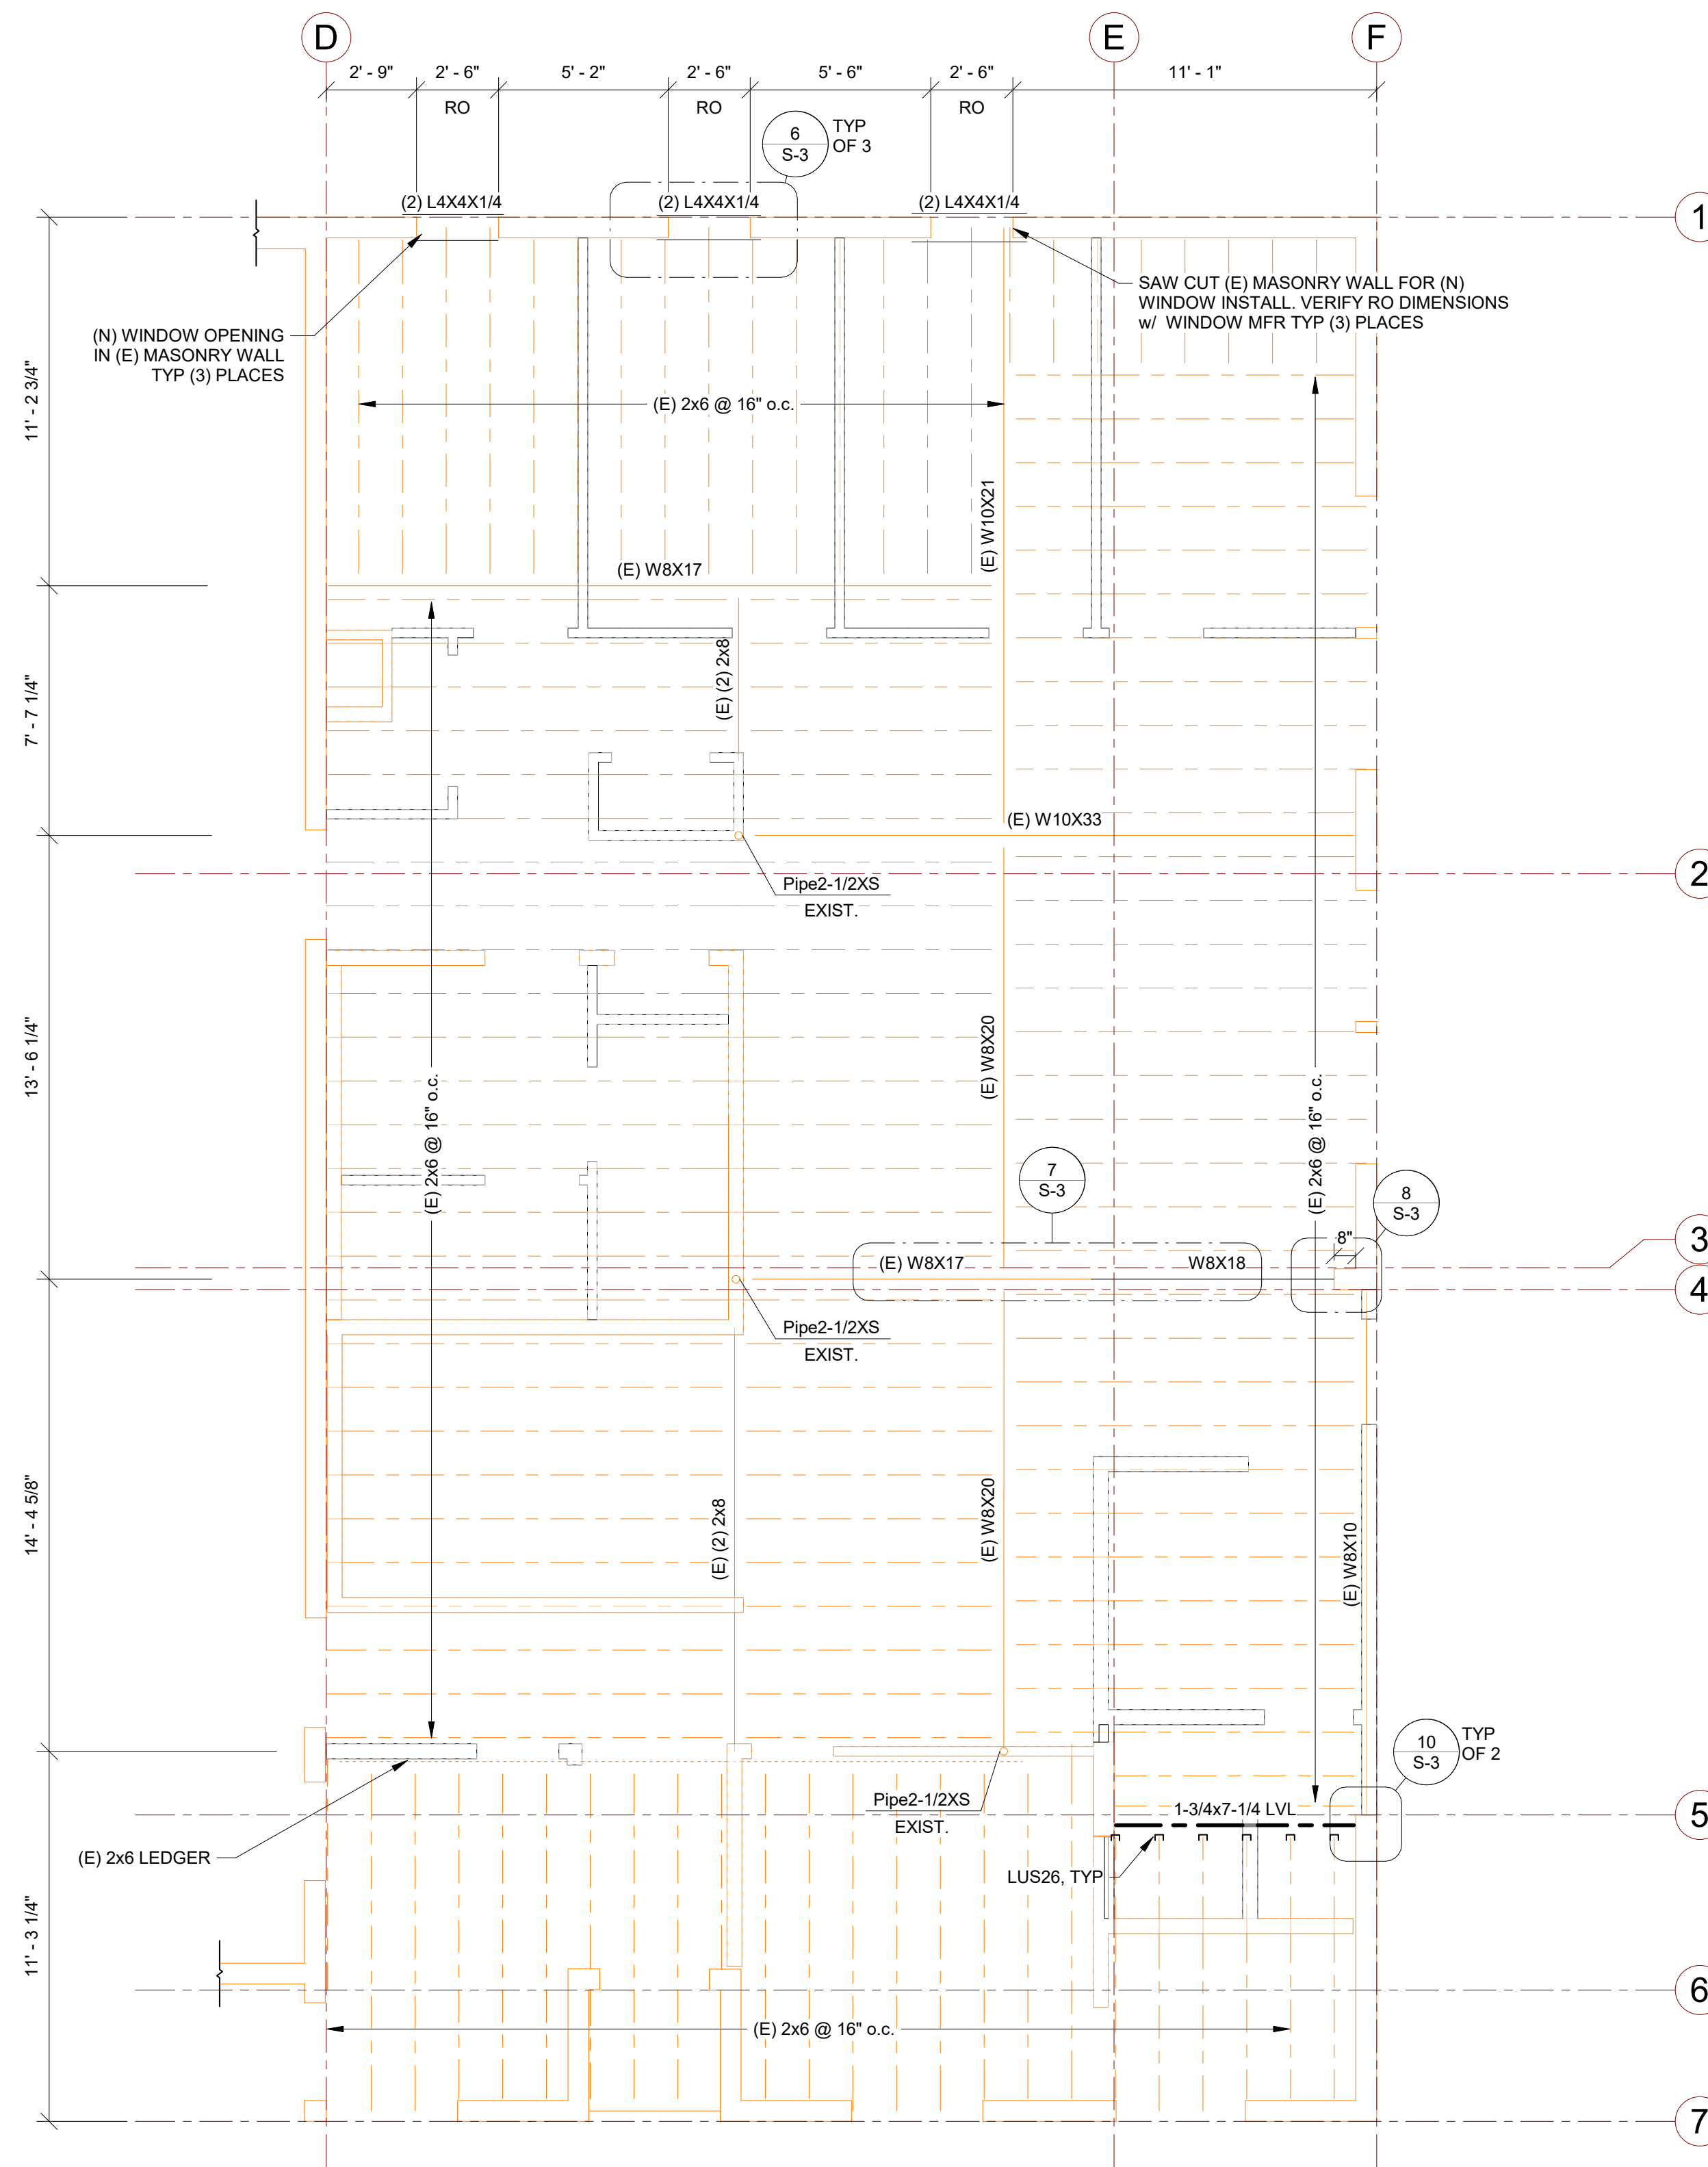 D
E
F
2' - 9"
2' - 6"
5' - 2"
2' - 6"
5' - 6"
2' - 6"
11' - 1"
RO
RO
RO
6
S-3
TYP
OF 3
(2) L4X4X1/4
(2) L4X4X1/4
(2) L4X4X1/4
1
SAW CUT (E) MASONRY WALL FOR (N)
WINDOW INSTALL. VERIFY RO DIMENSIONS
w/ WINDOW MFR TYP (3) PLACES
(N) WINDOW OPENING
IN (E) MASONRY WALL
TYP (3) PLACES
11' - 2 3/4"
(E) 2x6 @ 16" o.c.
(E) W10X21
(E) W8X17
(E) (2) 2x8
7' - 7 1/4"
(E) W10X33
2
Pipe2-1/2XS
EXIST.
13' - 6 1/4"
(E) W8X20
(E) 2x6 @ 16" o.c.
(E) 2x6 @ 16" o.c.
7
S-3
8
S-3
8"
3
(E) W8X17
W8X18
4
Pipe2-1/2XS
EXIST.
14' - 4 5/8"
(E) (2) 2x8
(E) W8X20
(E) W8X10
10
S-3
TYP
OF 2
Pipe2-1/2XS
EXIST.
1-3/4x7-1/4 LVL
5
(E) 2x6 LEDGER
LUS26, TYP
11' - 3 1/4"
6
(E) 2x6 @ 16" o.c.
7